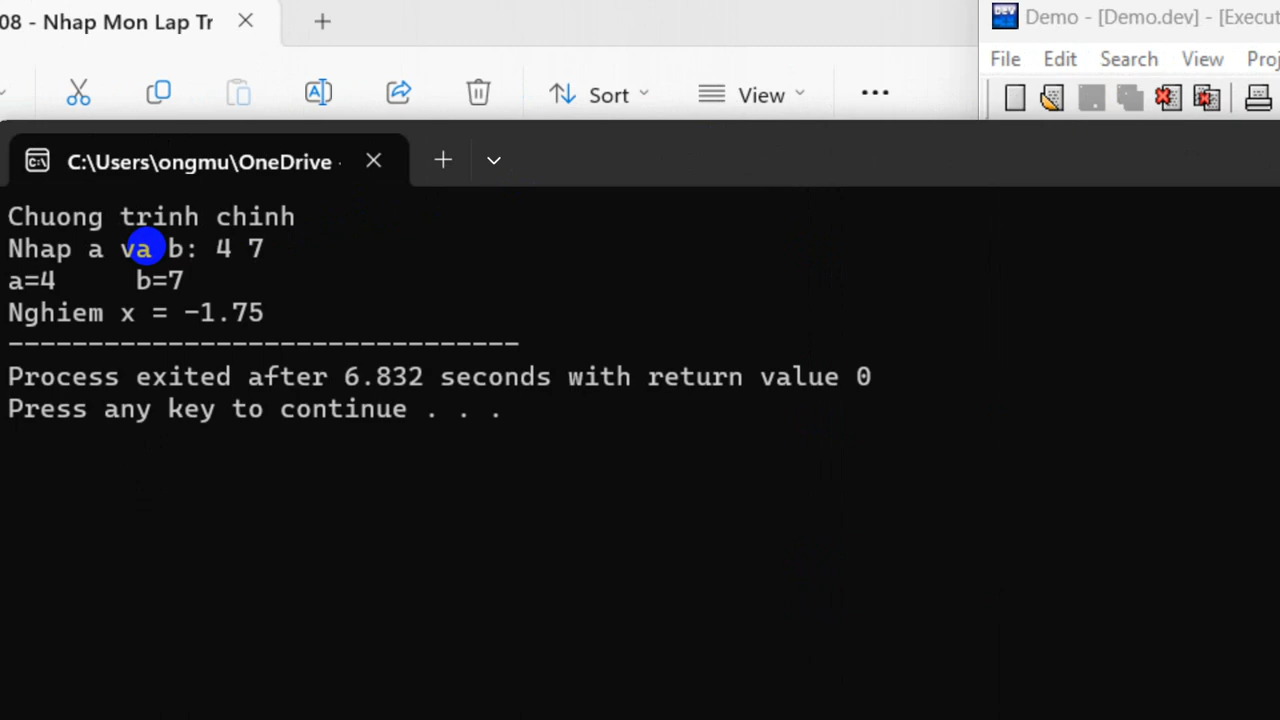 08 - Nhap Mon Lap Tr
Demo - [Demo.dev] - [Execut
File Edit Search View Proj
Sort View
C:\Users\ongmu\OneDrive
Chuong trinh chinh
Nhap a va b: 4 7
a=4     b=7
Nghiem x = -1.75
--------------------------------
Process exited after 6.832 seconds with return value 0
Press any key to continue . . .